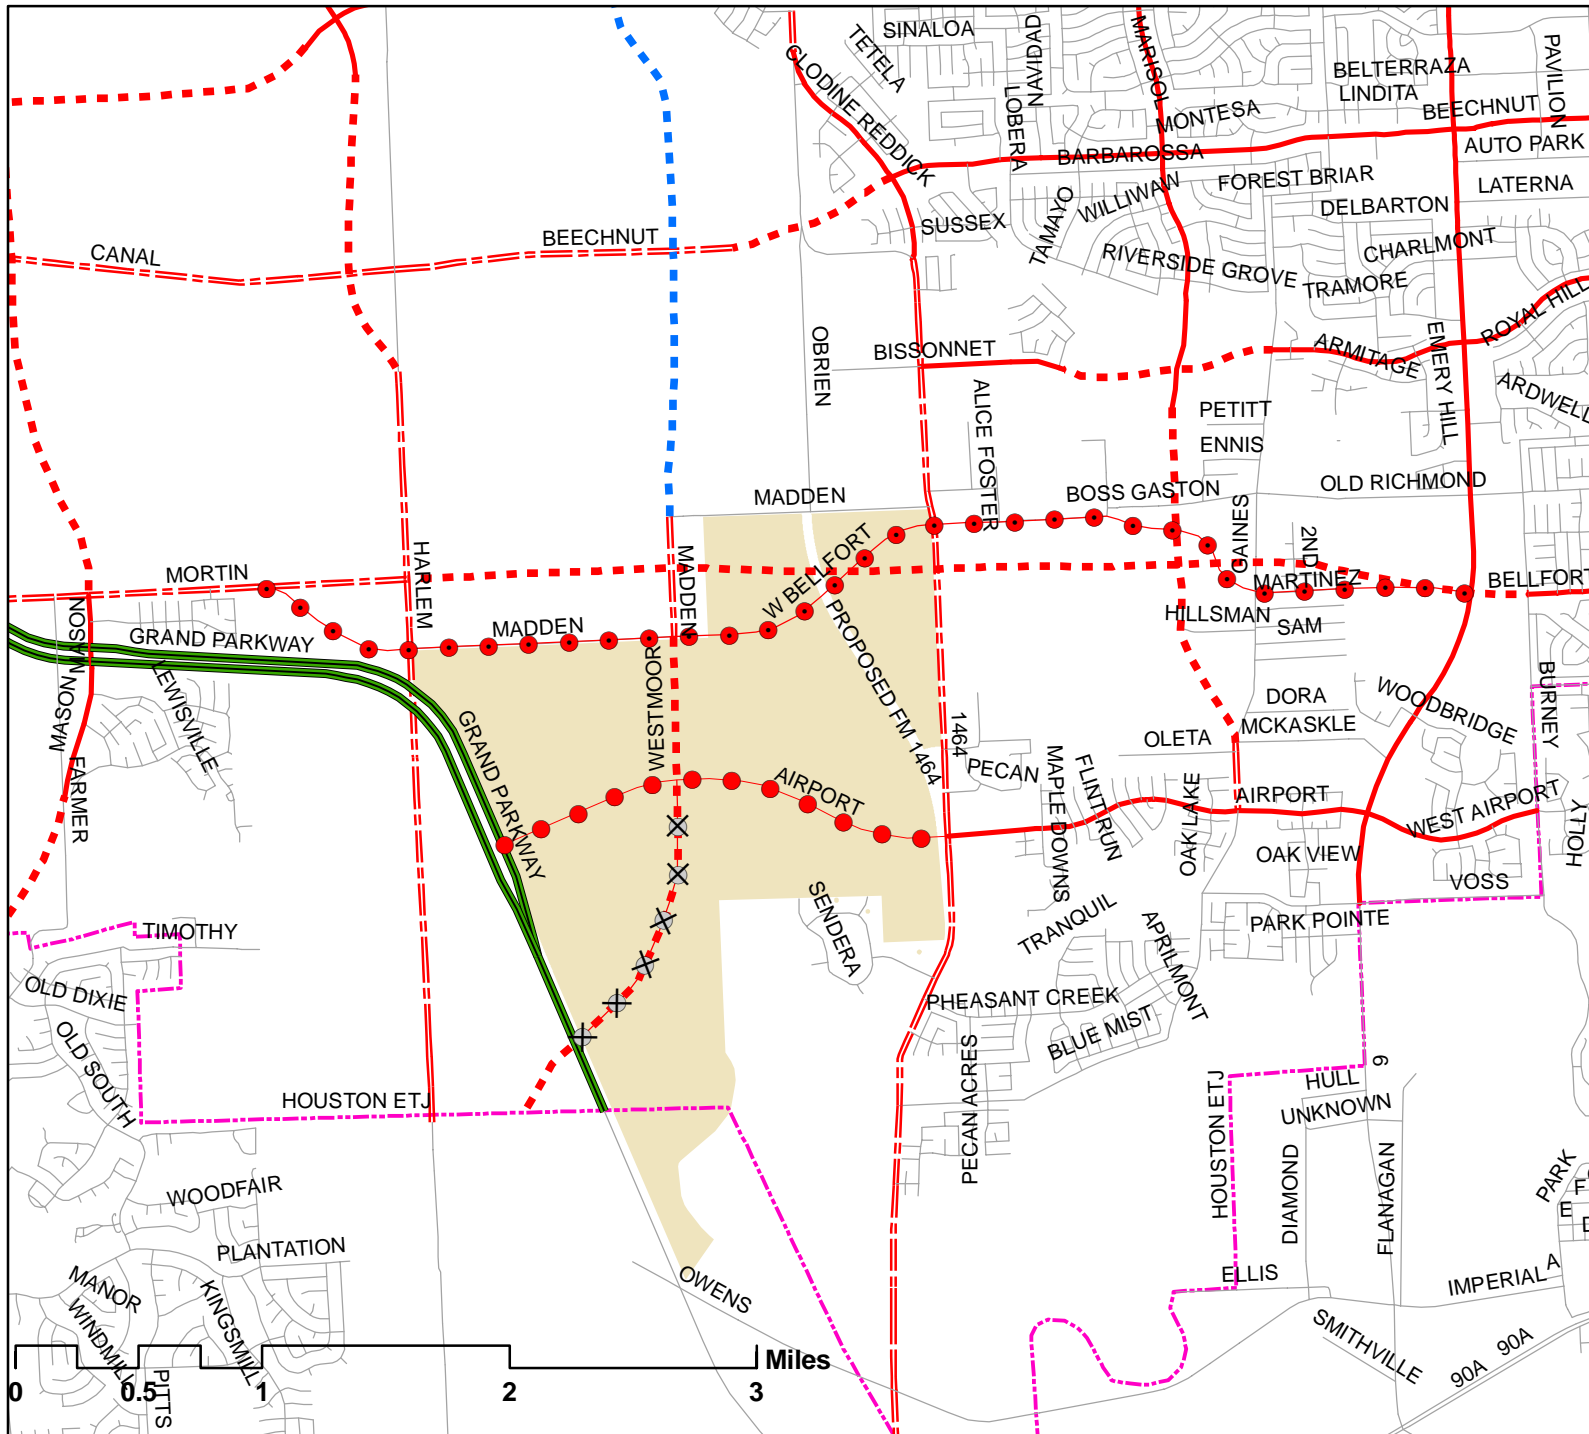 SINALOA
TETELA
NAVIDAD
MARISOL
PAVILION
CLODINE REDDICK
LOBERA
BELTERRAZA
LINDITA
BEECHNUT
MONTESA
BARBAROSSA
AUTO PARK
FOREST BRIAR
LATERNA
WILLIWAW
DELBARTON
TAMAYO
SUSSEX
CANAL
BEECHNUT
RIVERSIDE GROVE
CHARLMONT
TRAMORE
ROYAL HILL
OBRIEN
BISSONNET
ARMITAGE
EMERY HILL
ARDWELL
ALICE FOSTER
PETITT
ENNIS
MADDEN
BOSS GASTON
OLD RICHMOND
GAINES
2ND
HARLEM
MADDEN
W BELLFORT
MORTIN
MARTINEZ
BELLFORT
MASON
GRAND PARKWAY
MADDEN
HILLSMAN
SAM
PROPOSED FM 1464
LEWISVILLE
MASON
WESTMOOR
DORA
WOODBRIDGE
BURNEY
GRAND PARKWAY
1464
MCKASKLE
OLETA
PECAN
FARMER
MAPLE DOWNS
FLINT RUN
OAK LAKE
AIRPORT
AIRPORT
WEST AIRPORT
HOLLY
OAK VIEW
VOSS
SENDERA
TRANQUIL
APRILMONT
PARK POINTE
TIMOTHY
OLD DIXIE
PHEASANT CREEK
BLUE MIST
OLD SOUTH
PECAN ACRES
HOUSTON ETJ
HOUSTON ETJ
HULL
9
UNKNOWN
DIAMOND
FLANAGAN
PARK
F
E
WOODFAIR
PLANTATION
MANOR
WINDMILL
KINGSMILL
PITTS
OWENS
ELLIS
IMPERIAL
A
SMITHVILLE
90A
90A
Miles
0 0.5 1 2 3